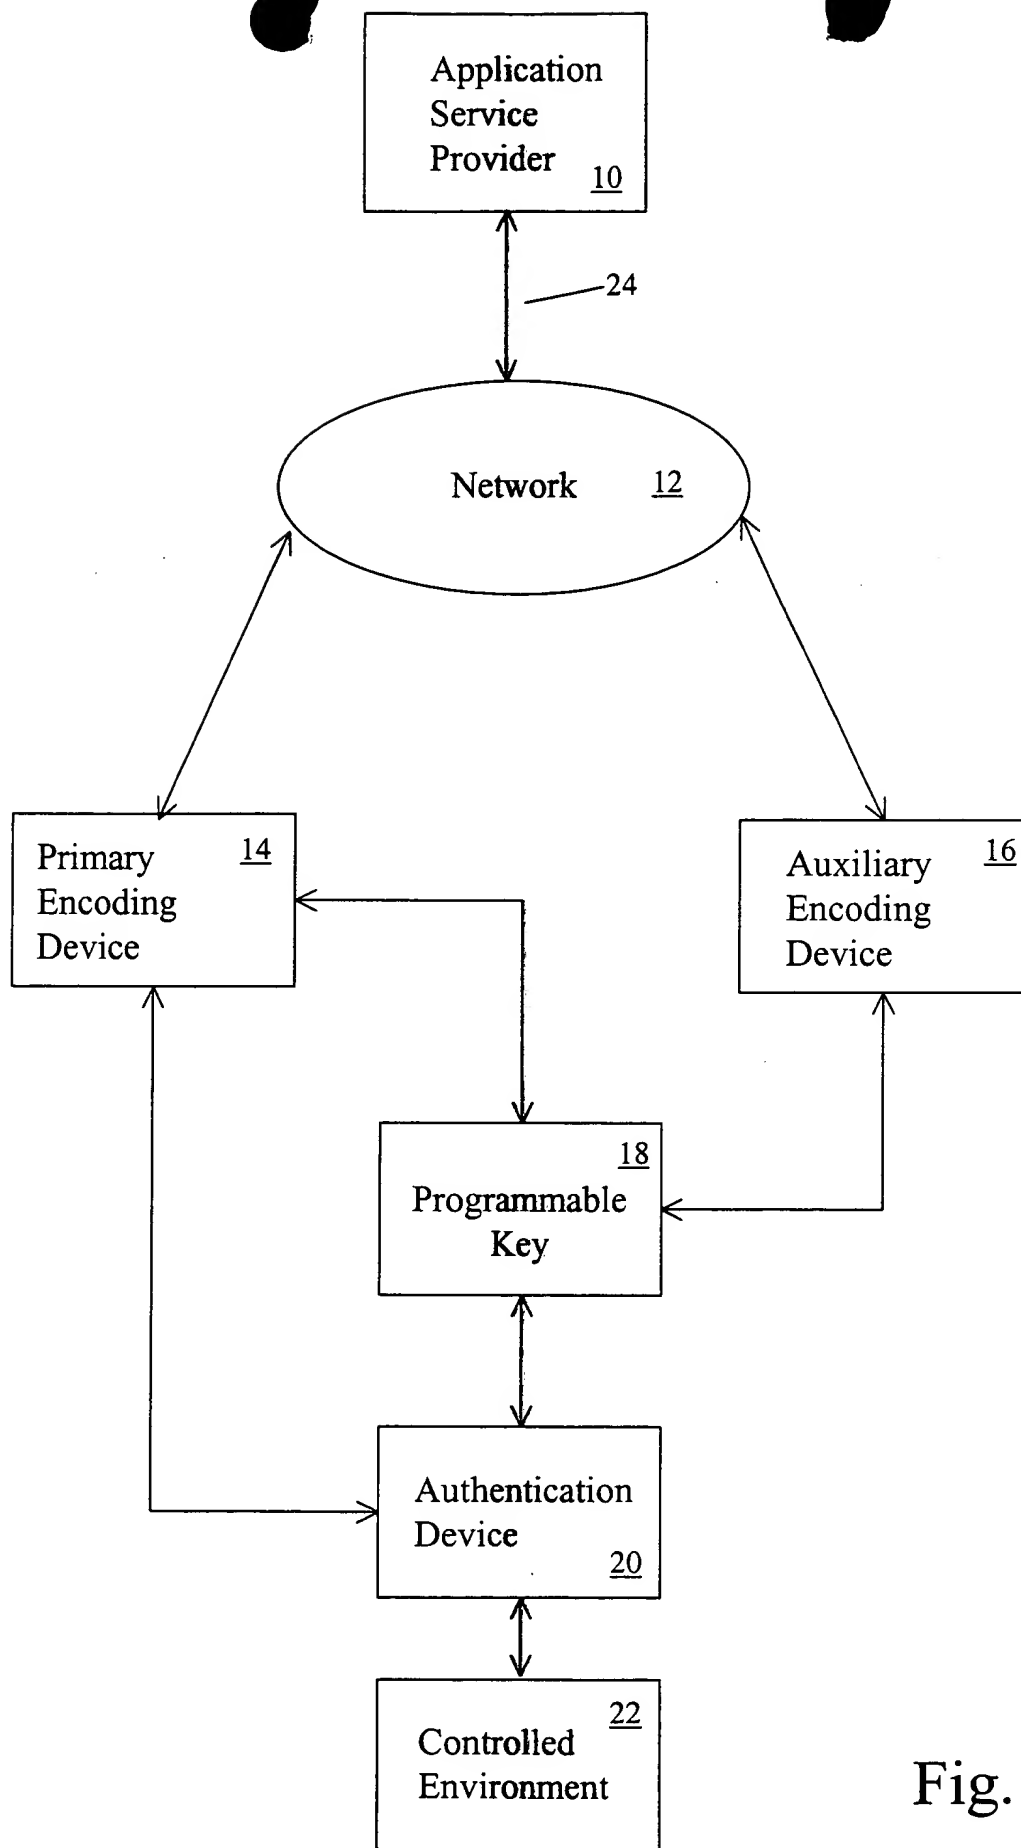 Application
Service
Provider
10
24
Network 12
Primary
Encoding
Device
14
Auxiliary
Encoding
Device
16
18
Programmable
Key
Authentication
Device
20
22
Controlled
Environment
Fig.